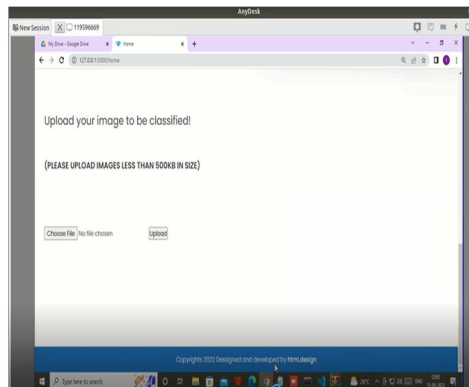 AnyDesk
New Session
119596669
My Drive - Google Drive
Home
127.0.0.1:5000/home
Upload your image to be classified!
(PLEASE UPLOAD IMAGES LESS THAN 500KB IN SIZE)
Choose File No file chosen Upload
Copyrights 2022 Dessigned and developed by html.design
Type here to search
ENG